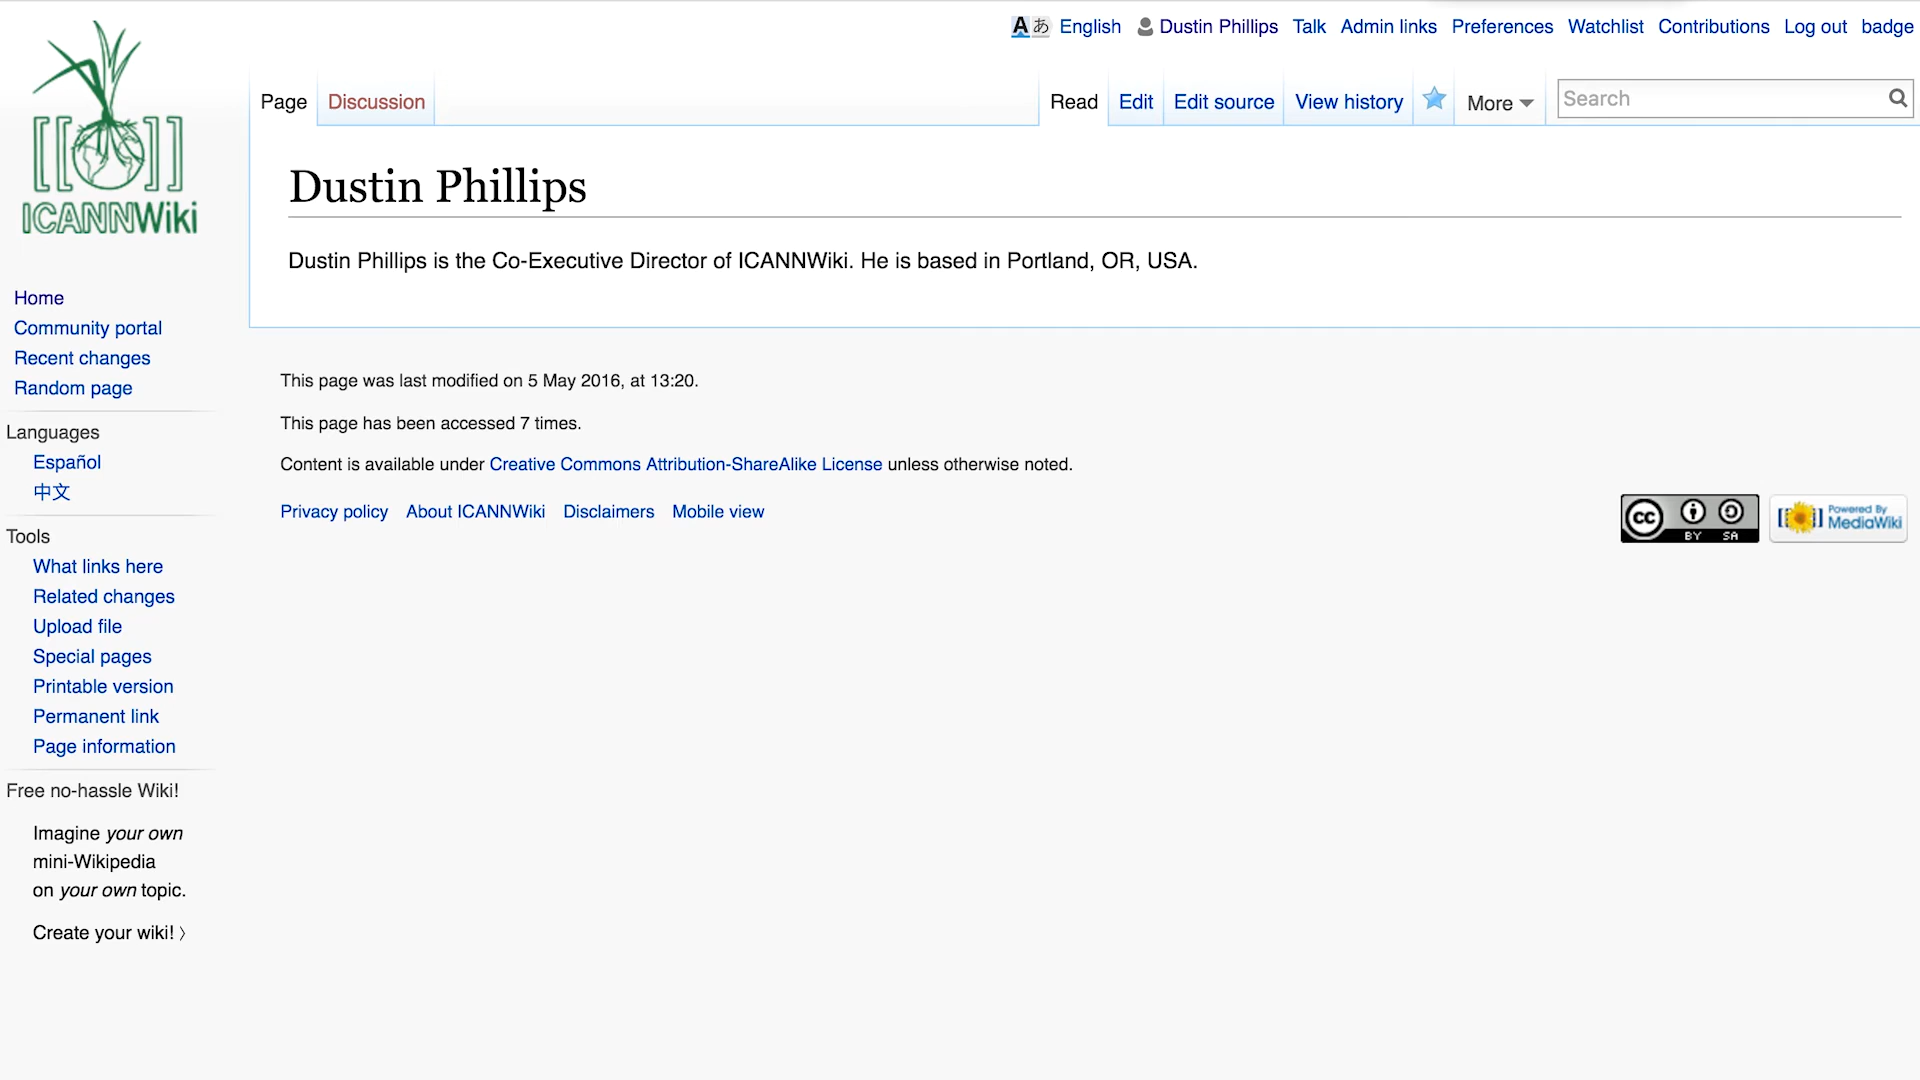 Aあ English Dustin Phillips Talk Admin links Preferences Watchlist Contributions Log out badge
[[ ]]
ICANNWiki
Page Discussion Read Edit Edit source View history More Search
Dustin Phillips
Dustin Phillips is the Co-Executive Director of ICANNWiki. He is based in Portland, OR, USA.
Home
Community portal
Recent changes
Random page
Languages
Español
中文
Tools
What links here
Related changes
Upload file
Special pages
Printable version
Permanent link
Page information
Free no-hassle Wiki!
Imagine your own
mini-Wikipedia
on your own topic.
Create your wiki! 〉
This page was last modified on 5 May 2016, at 13:20.
This page has been accessed 7 times.
Content is available under Creative Commons Attribution-ShareAlike License unless otherwise noted.
Privacy policy About ICANNWiki Disclaimers Mobile view
cc BY SA
[[ ]] Powered By
MediaWiki